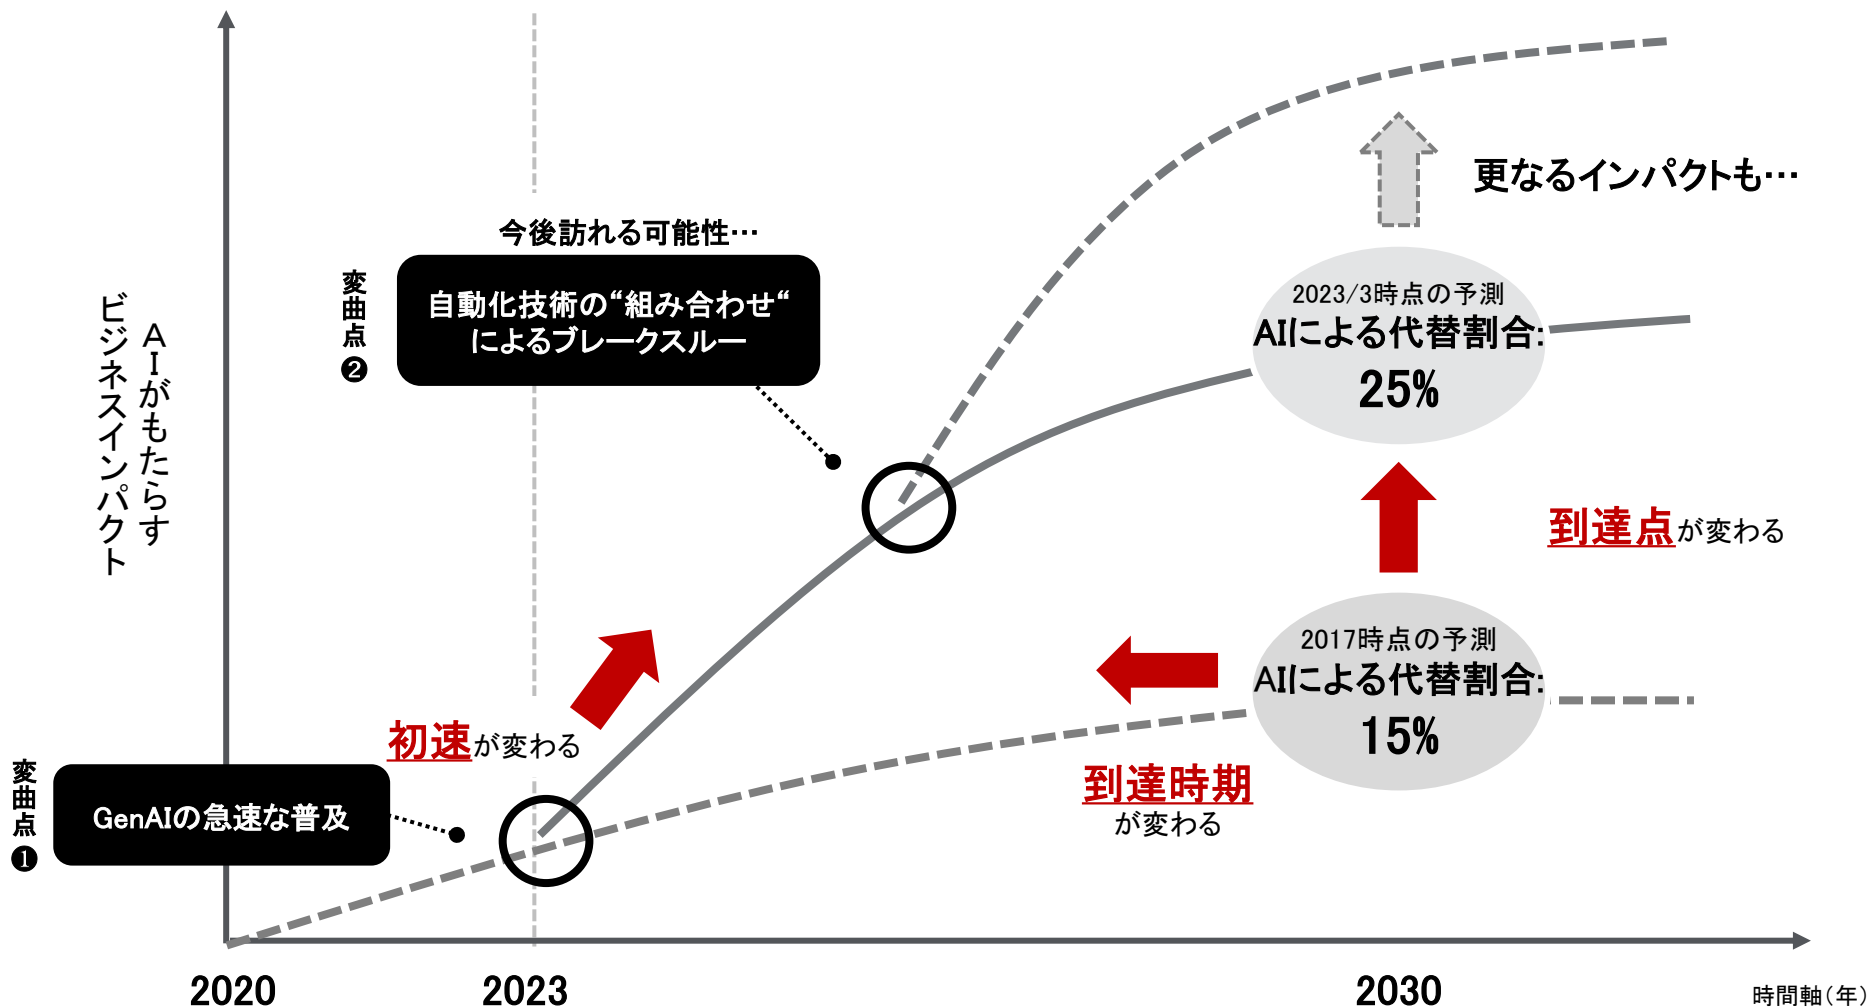 更なるインパクトも…
今後訪れる可能性…
変曲点❷
自動化技術の“組み合わせ“
によるブレークスルー
AIがもたらす
ビジネスインパクト
2023/3時点の予測
AIによる代替割合:
25%
到達点が変わる
2017時点の予測
AIによる代替割合:
15%
初速が変わる
到達時期
が変わる
変曲点❶
GenAIの急速な普及
2020
2023
2030
時間軸(年)